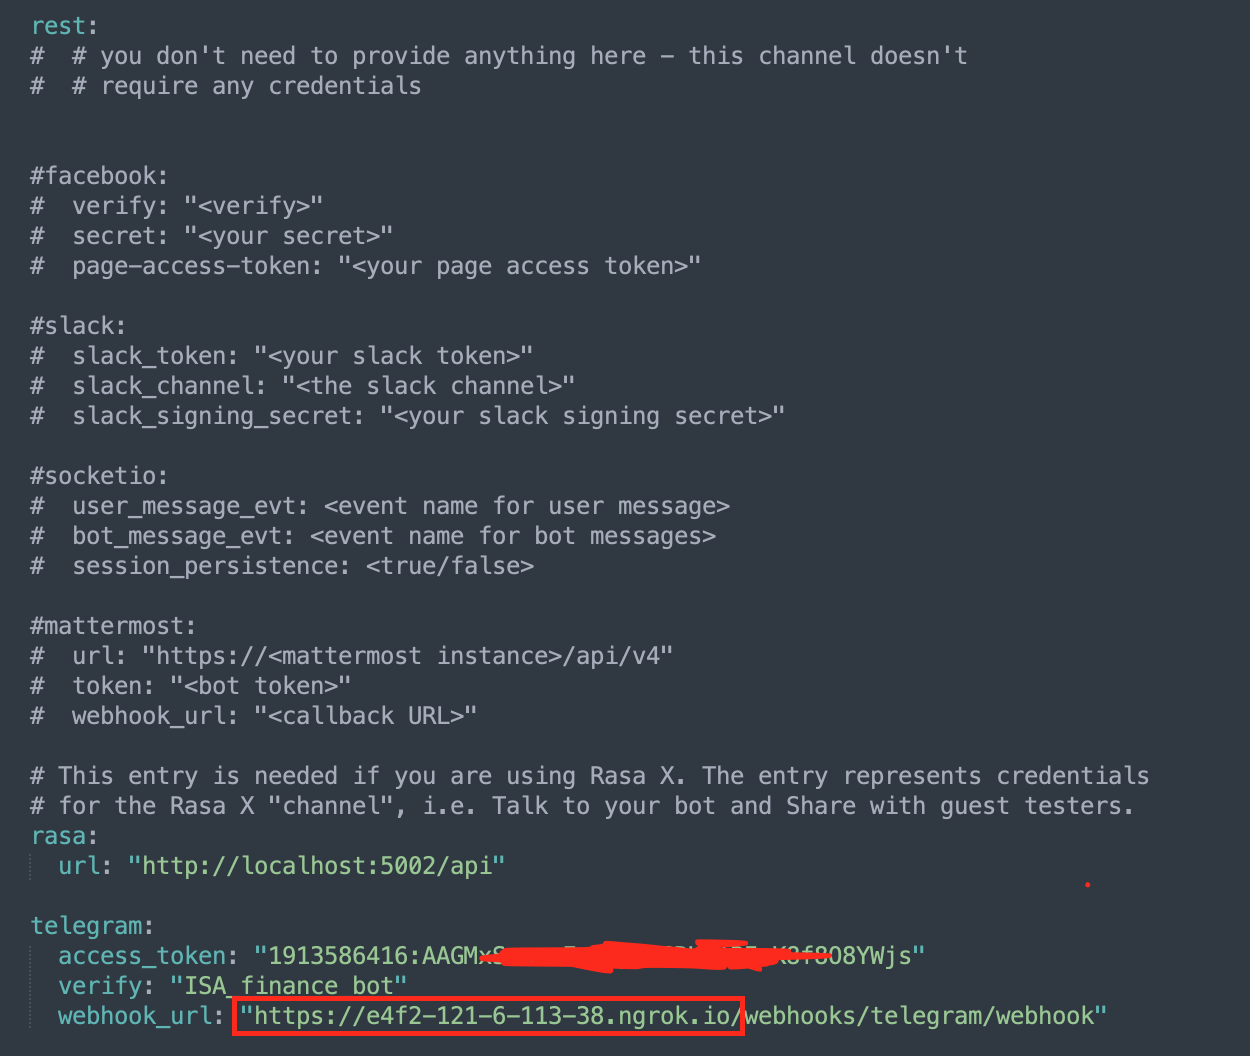 rest:
#  # you don't need to provide anything here – this channel doesn't
#  # require any credentials
#facebook:
#  verify: "<verify>"
#  secret: "<your secret>"
#  page-access-token: "<your page access token>"
#slack:
#  slack_token: "<your slack token>"
#  slack_channel: "<the slack channel>"
#  slack_signing_secret: "<your slack signing secret>"
#socketio:
#  user_message_evt: <event name for user message>
#  bot_message_evt: <event name for bot messages>
#  session_persistence: <true/false>
#mattermost:
#  url: "https://<mattermost instance>/api/v4"
#  token: "<bot token>"
#  webhook_url: "<callback URL>"
# This entry is needed if you are using Rasa X. The entry represents credentials
# for the Rasa X "channel", i.e. Talk to your bot and Share with guest testers.
rasa:
  url: "http://localhost:5002/api"
telegram:
  access_token:
  verify: "ISA_finance_bot"
  webhook_url: "https://e4f2-121-6-113-38.ngrok.io/webhooks/telegram/webhook"